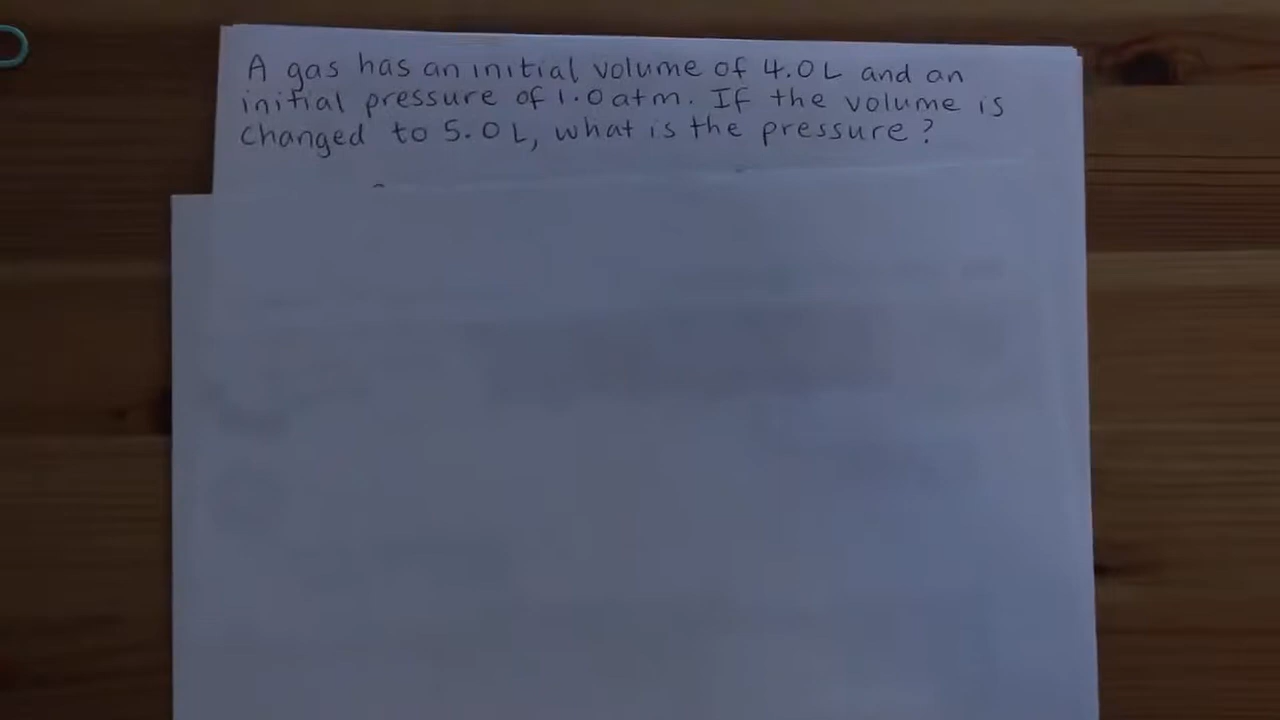 A gas has an initial volume of 4.0 L and an
initial pressure of 1.0 atm. If the volume is
changed to 5.0 L, what is the pressure?